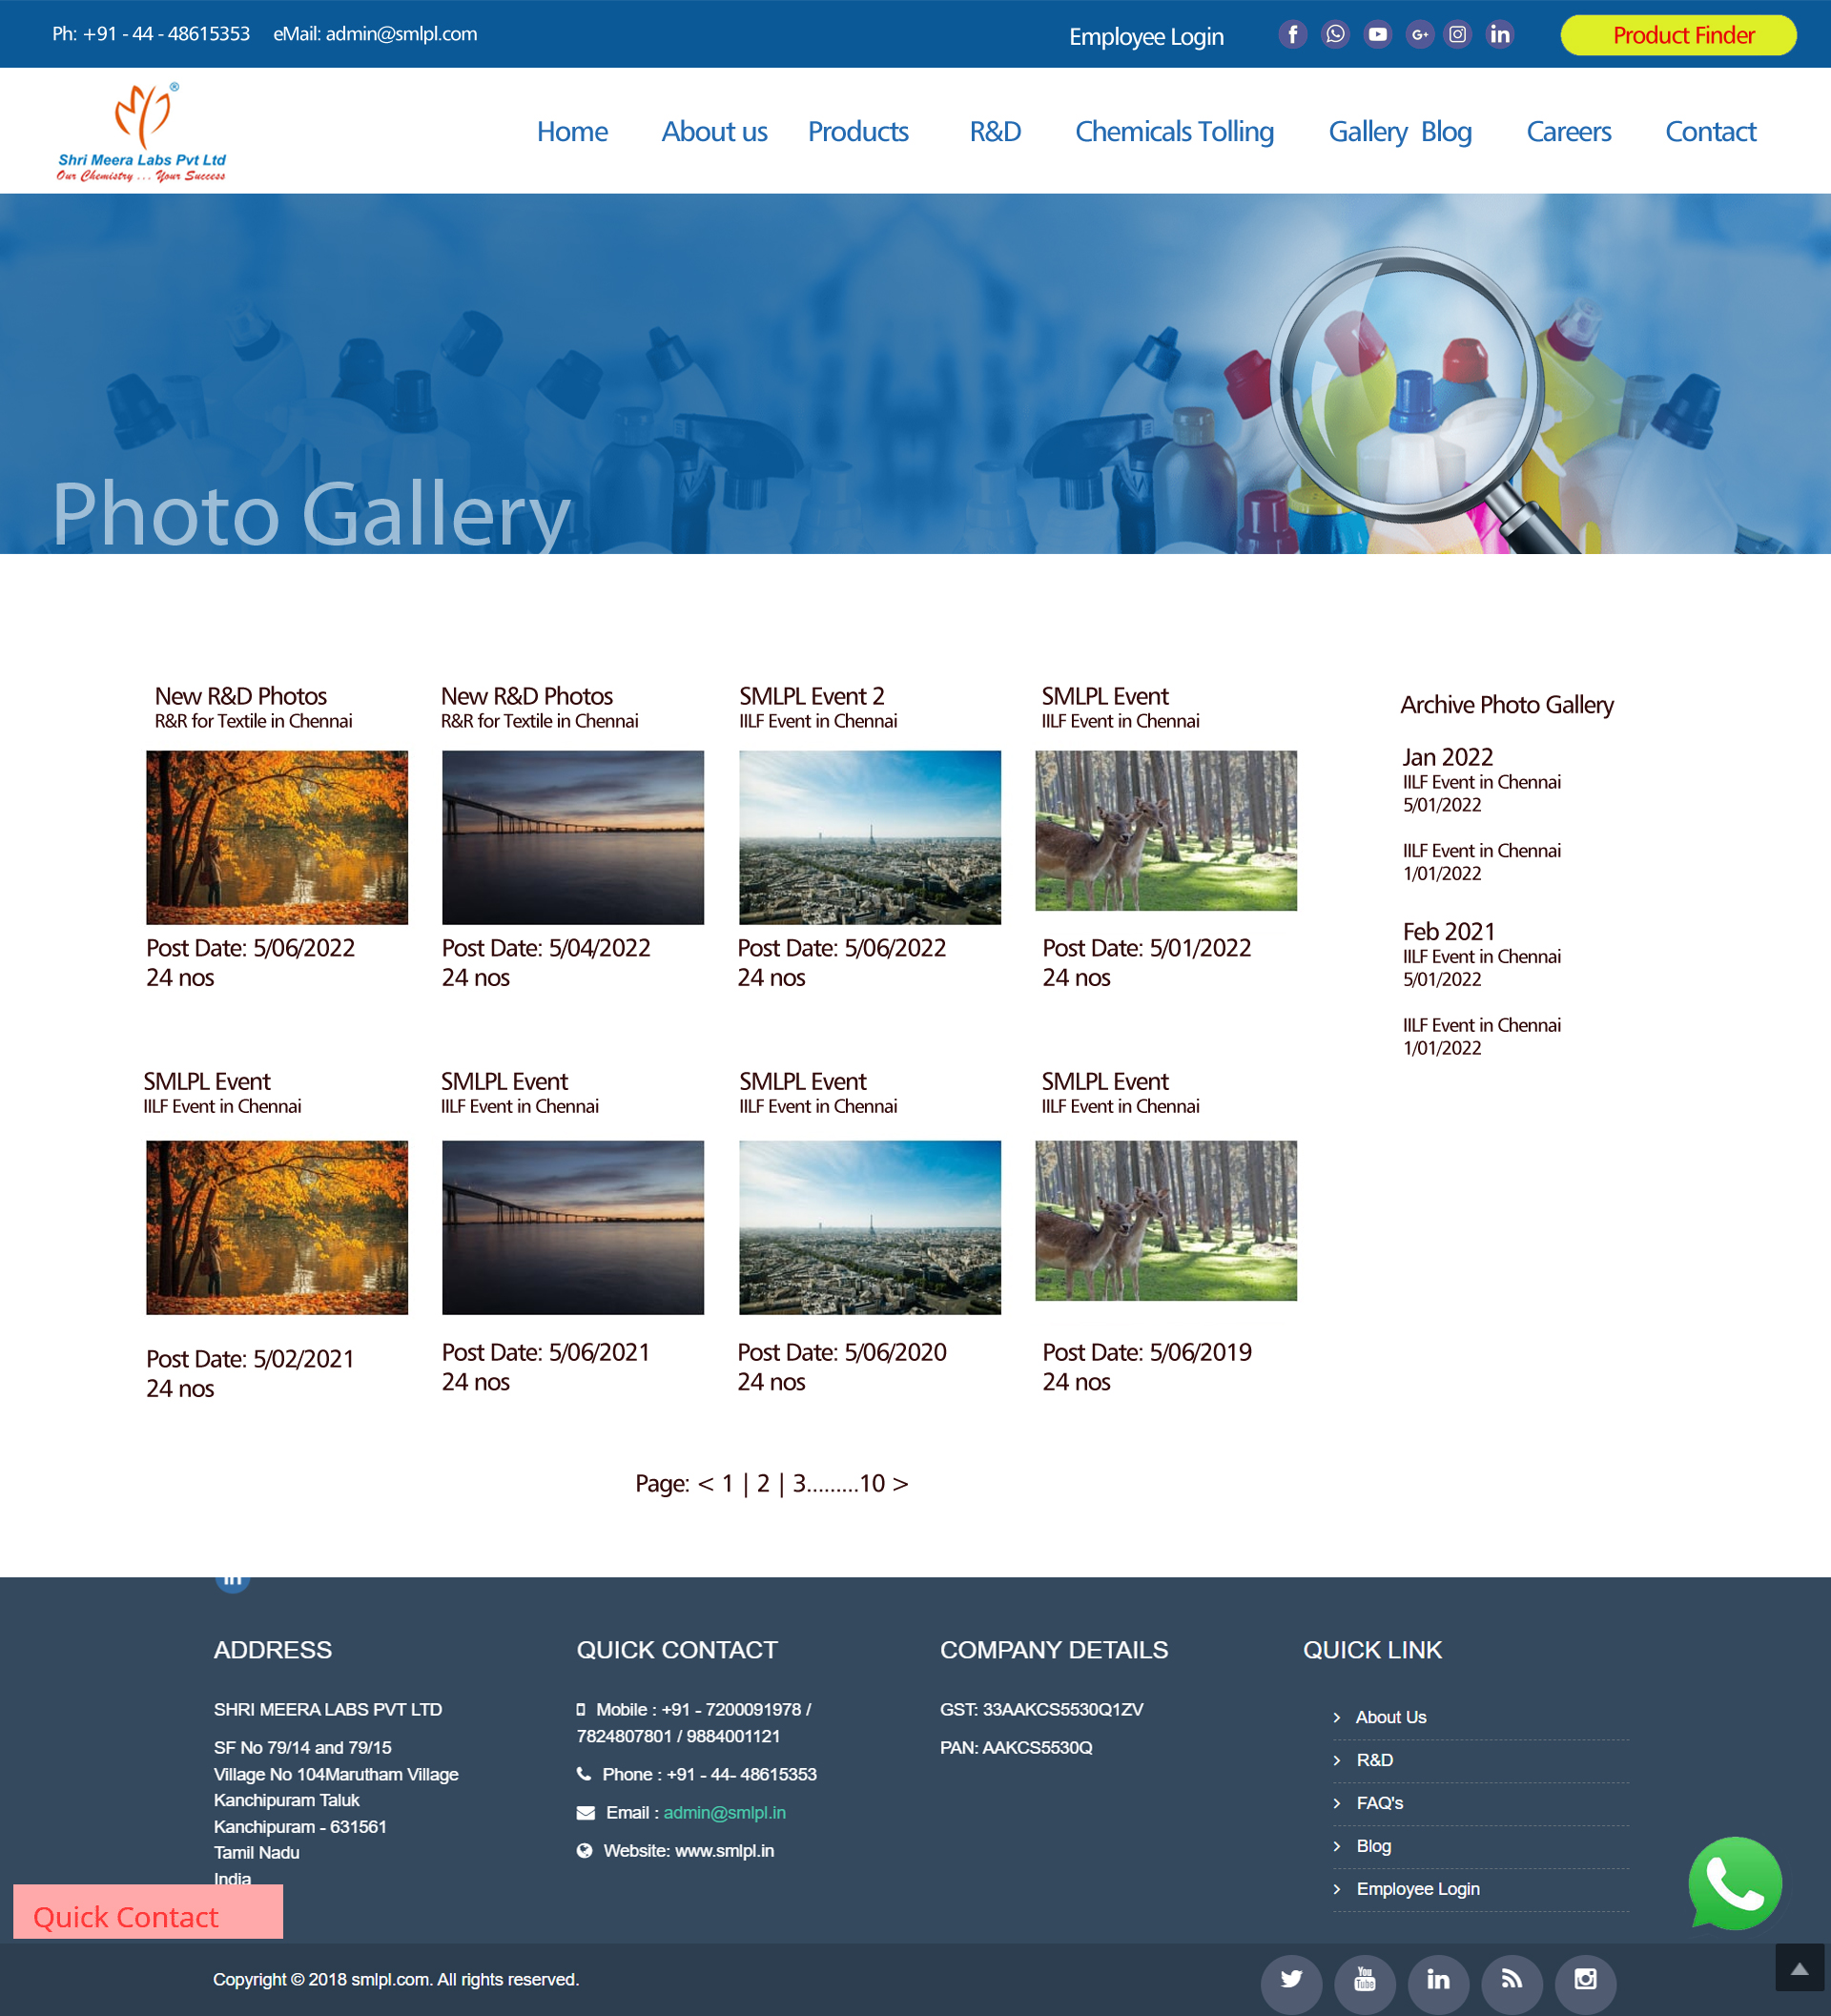 Ph: +91 - 44 - 48615353 eMail: admin@smlpl.com
Employee Login
Product Finder
Shri Meera Labs Pvt Ltd
Our Chemistry ... Your Success
Home About us Products R&D Chemicals Tolling Gallery Blog Careers Contact
Photo Gallery
New R&D Photos
R&R for Textile in Chennai
New R&D Photos
R&R for Textile in Chennai
SMLPL Event 2
IILF Event in Chennai
SMLPL Event
IILF Event in Chennai
Post Date: 5/06/2022
24 nos
Post Date: 5/04/2022
24 nos
Post Date: 5/06/2022
24 nos
Post Date: 5/01/2022
24 nos
SMLPL Event
IILF Event in Chennai
SMLPL Event
IILF Event in Chennai
SMLPL Event
IILF Event in Chennai
SMLPL Event
IILF Event in Chennai
Post Date: 5/02/2021
24 nos
Post Date: 5/06/2021
24 nos
Post Date: 5/06/2020
24 nos
Post Date: 5/06/2019
24 nos
Archive Photo Gallery
Jan 2022
IILF Event in Chennai
5/01/2022
IILF Event in Chennai
1/01/2022
Feb 2021
IILF Event in Chennai
5/01/2022
IILF Event in Chennai
1/01/2022
Page: < 1 | 2 | 3.........10 >
ADDRESS
SHRI MEERA LABS PVT LTD
SF No 79/14 and 79/15
Village No 104Marutham Village
Kanchipuram Taluk
Kanchipuram - 631561
Tamil Nadu
India
QUICK CONTACT
Mobile : +91 - 7200091978 /
7824807801 / 9884001121
Phone : +91 - 44- 48615353
Email : admin@smlpl.in
Website: www.smlpl.in
COMPANY DETAILS
GST: 33AAKCS5530Q1ZV
PAN: AAKCS5530Q
QUICK LINK
About Us
R&D
FAQ's
Blog
Employee Login
Quick Contact
Copyright © 2018 smlpl.com. All rights reserved.
You
Tube
in